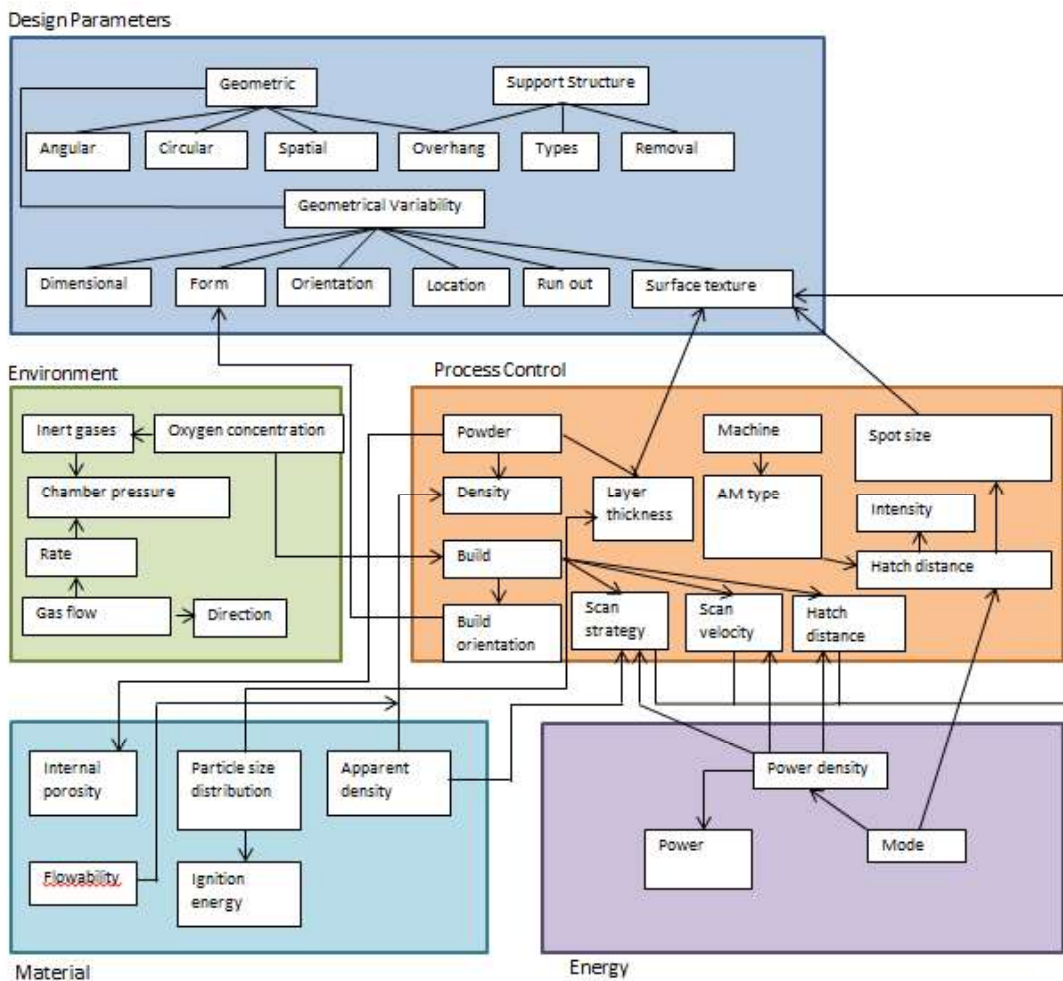 Design Parameters
Geometric
Support Structure
Angular
Circular
Spatial
Overhang
Types
Removal
Geometrical Variability
Dimensional
Form
Orientation
Location
Run out
Surface texture
Environment
Process Control
Inert gases
Oxygen concentration
Chamber pressure
Rate
Gas flow
Direction
Powder
Machine
Spot size
Density
Layer
thickness
AM type
Intensity
Build
Hatch distance
Build
orientation
Scan
strategy
Scan
velocity
Hatch
distance
Internal
porosity
Particle size
distribution
Apparent
density
Flowability
Ignition
energy
Power density
Power
Mode
Material
Energy